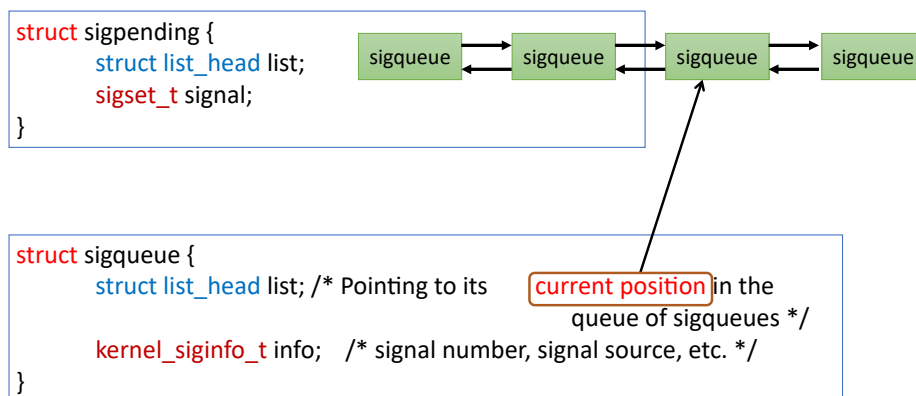 struct sigpending {
struct list_head list;
sigset_t signal;
}
sigqueue sigqueue sigqueue sigqueue
struct sigqueue {
struct list_head list; /* Pointing to its current position in the
queue of sigqueues */
kernel_siginfo_t info; /* signal number, signal source, etc. */
}